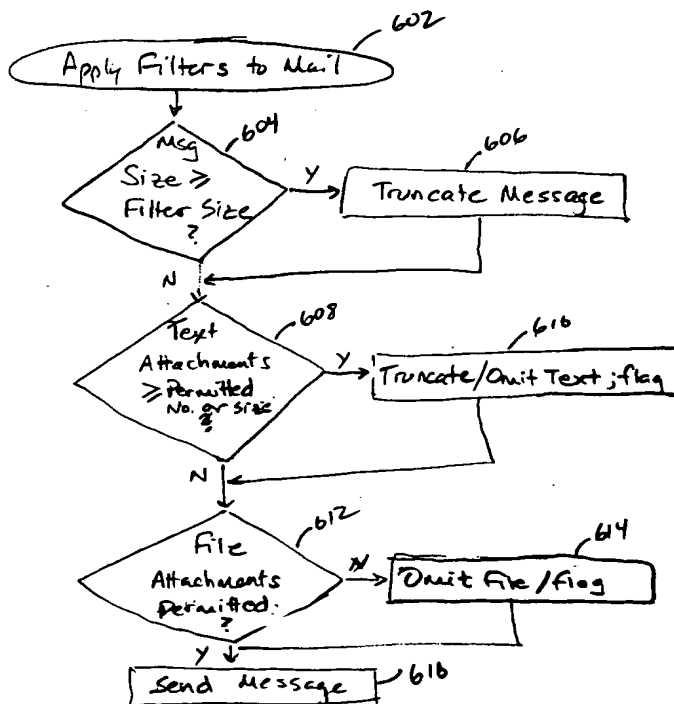 602
Apply Filters to Mail
604
Msg
Size ≥
Filter Size
?
Y
606
Truncate Message
N
608
Text
Attachments
≥ Permitted
No. or size
?
Y
610
Truncate/Omit Text ; flag
N
612
File
Attachments
Permitted
?
N
614
Omit File/flag
Y
616
Send Message